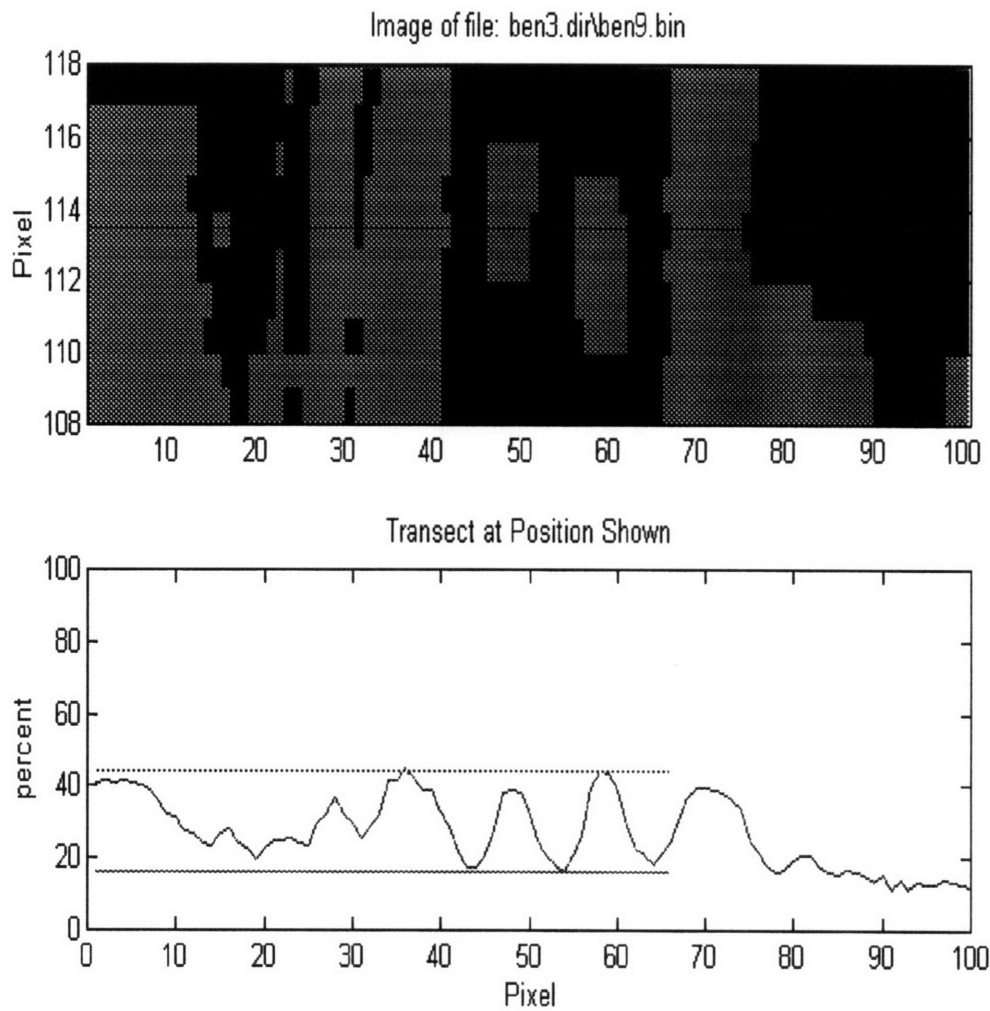 Image of file: ben3.dir\ben9.bin
118
116
114
112
110
108
Pixel
10 20 30 40 50 60 70 80 90 100
Transect at Position Shown
100
80
60
40
20
0
percent
0 10 20 30 40 50 60 70 80 90 100
Pixel